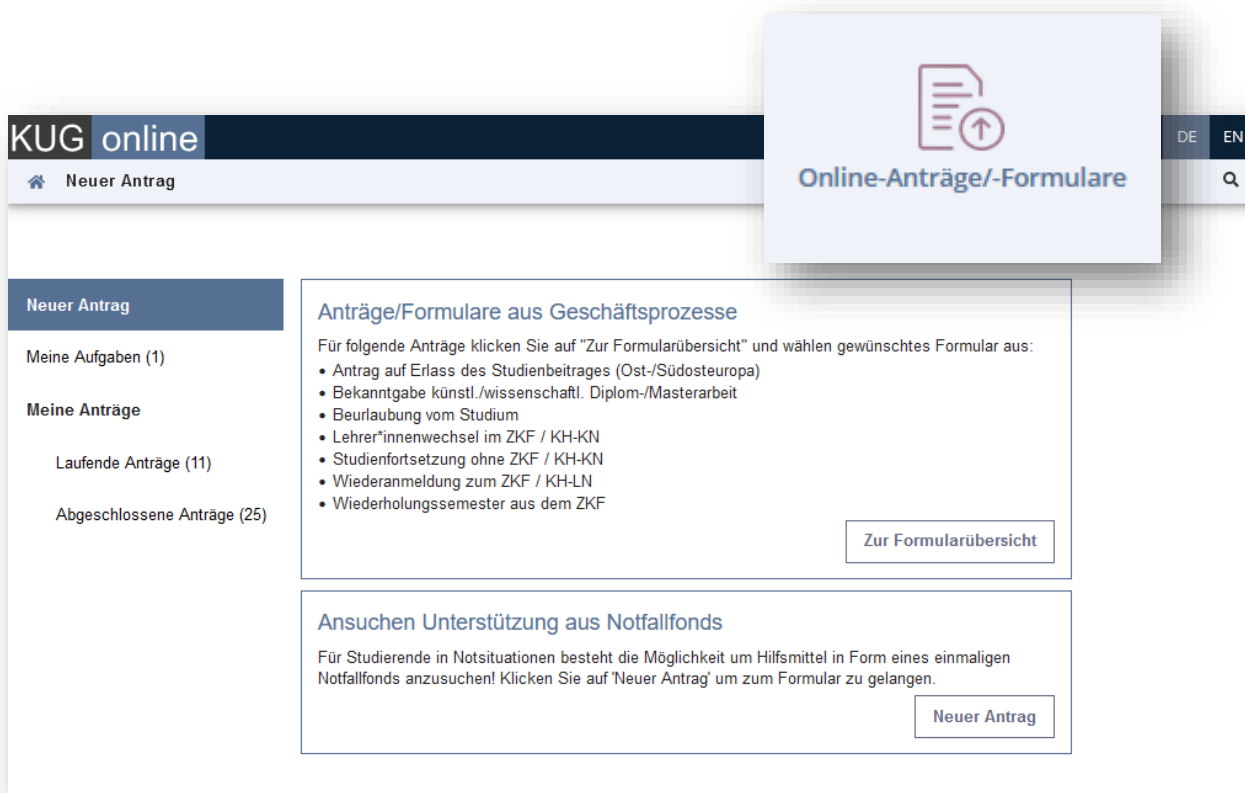 KUG online
DE EN
Neuer Antrag
Online-Anträge/-Formulare
Neuer Antrag
Meine Aufgaben (1)
Meine Anträge
Laufende Anträge (11)
Abgeschlossene Anträge (25)
Anträge/Formulare aus Geschäftsprozesse
Für folgende Anträge klicken Sie auf "Zur Formularübersicht" und wählen gewünschtes Formular aus:
• Antrag auf Erlass des Studienbeitrages (Ost-/Südosteuropa)
• Bekanntgabe künstl./wissenschaftl. Diplom-/Masterarbeit
• Beurlaubung vom Studium
• Lehrer*innenwechsel im ZKF / KH-KN
• Studienfortsetzung ohne ZKF / KH-KN
• Wiederanmeldung zum ZKF / KH-LN
• Wiederholungssemester aus dem ZKF
Zur Formularübersicht
Ansuchen Unterstützung aus Notfallfonds
Für Studierende in Notsituationen besteht die Möglichkeit um Hilfsmittel in Form eines einmaligen
Notfallfonds anzusuchen! Klicken Sie auf 'Neuer Antrag' um zum Formular zu gelangen.
Neuer Antrag